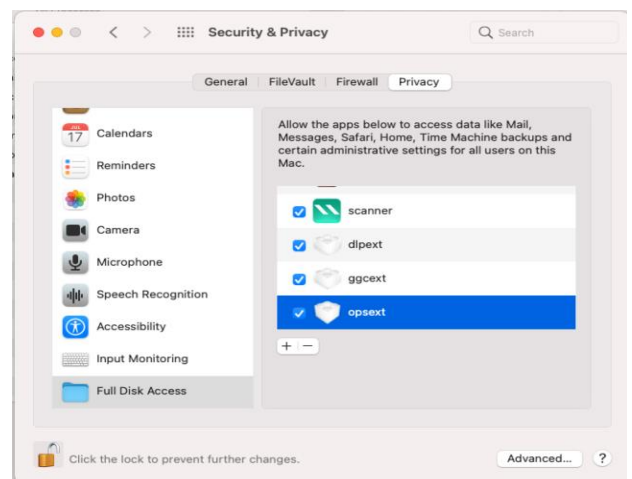 Security & Privacy
Search
General
FileVault
Firewall
Privacy
JUL
17
Calendars
Reminders
Photos
Camera
Microphone
Speech Recognition
Accessibility
Input Monitoring
Full Disk Access
Allow the apps below to access data like Mail,
Messages, Safari, Home, Time Machine backups and
certain administrative settings for all users on this
Mac.
scanner
dlpext
ggcext
opsext
+ −
Click the lock to prevent further changes.
Advanced...
?